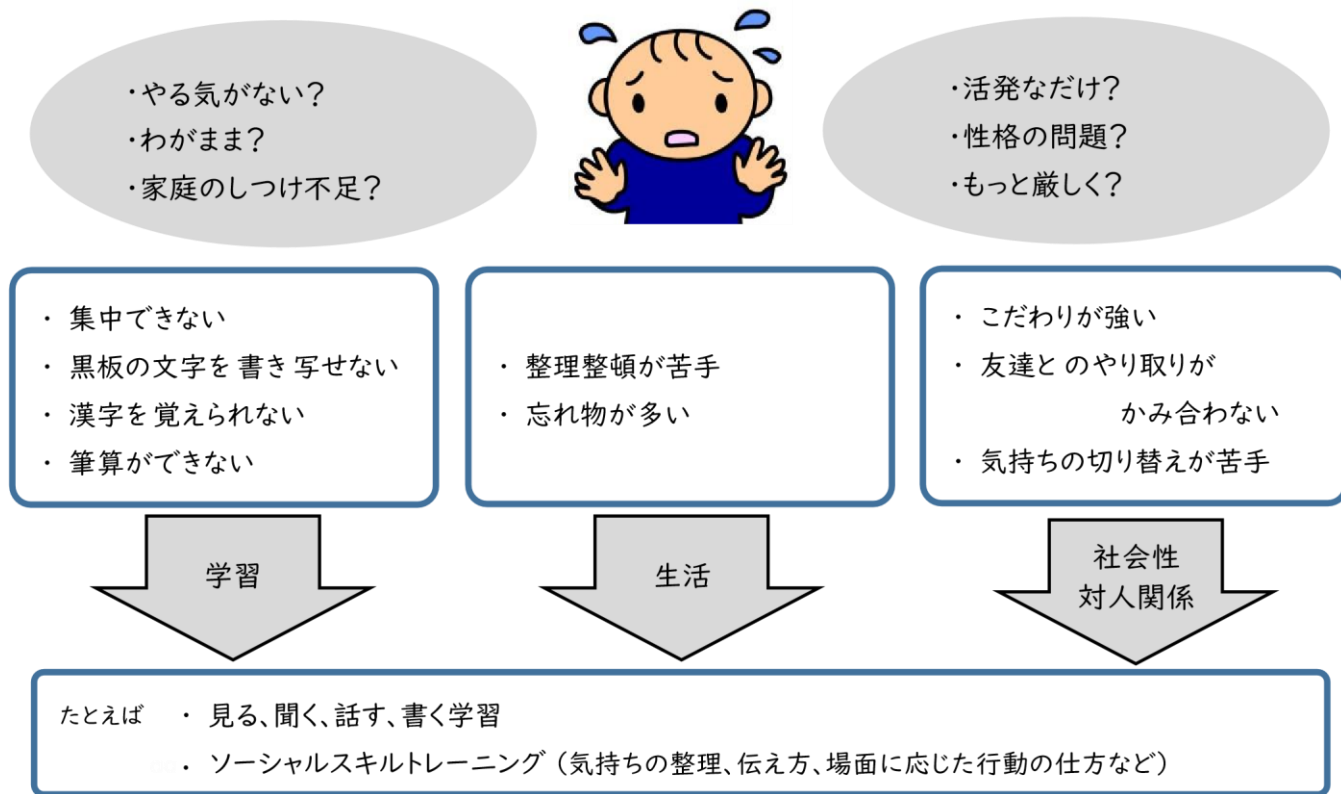 ・やる気がない?
・わがまま?
・家庭のしつけ不足?
・活発なだけ?
・性格の問題?
・もっと厳しく?
・ 集中できない
・ 黒板の文字を書き写せない
・ 漢字を覚えられない
・ 筆算ができない
・ 整理整頓が苦手
・ 忘れ物が多い
・ こだわりが強い
・ 友達とのやり取りが
かみ合わない
・ 気持ちの切り替えが苦手
学習
生活
社会性
対人関係
たとえば ・ 見る、聞く、話す、書く学習
・ ソーシャルスキルトレーニング (気持ちの整理、伝え方、場面に応じた行動の仕方など)